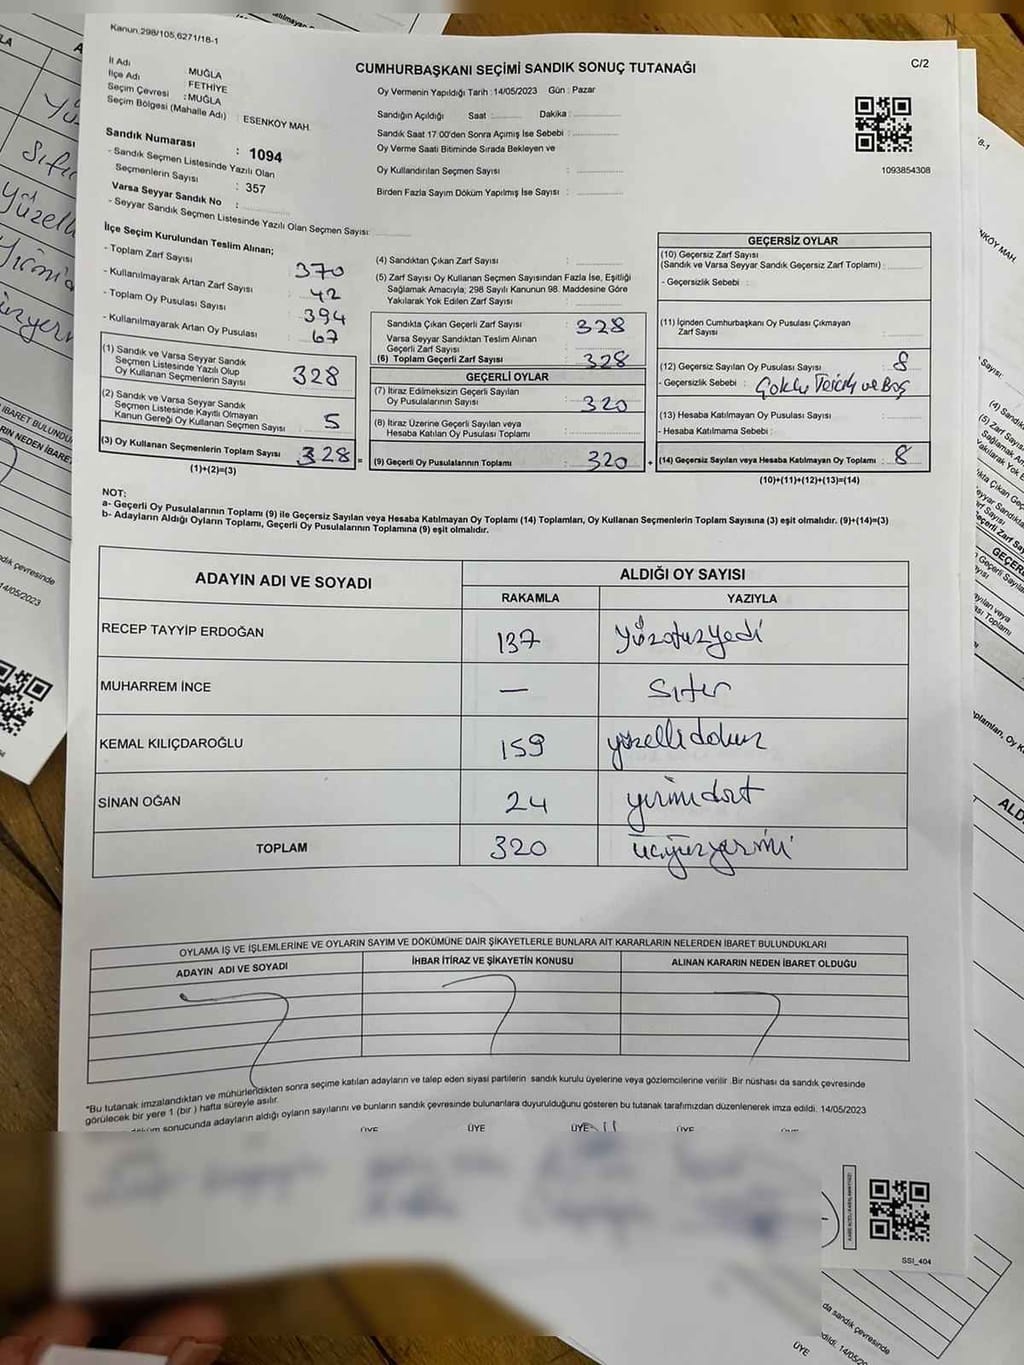 Kanun.298/105,6271/18-1
C/2
CUMHURBAŞKANI SEÇİMİ SANDIK SONUÇ TUTANAĞI
İl Adı MUĞLA
İlçe Adı FETHİYE
Seçim Çevresi : MUĞLA
Seçim Bölgesi (Mahalle Adı) : ESENKÖY MAH.
Oy Vermenin Yapıldığı Tarih : 14/05/2023 Gün : Pazar
Sandığın Açıldığı Saat : Dakika :
Sandık Saat 17:00'den Sonra Açımış İse Sebebi :
Oy Verme Saati Bitiminde Sırada Bekleyen ve
Oy Kullandırılan Seçmen Sayısı :
Birden Fazla Sayım Döküm Yapılmış İse Sayısı :
1093854308
Sandık Numarası : 1094
- Sandık Seçmen Listesinde Yazılı Olan
Seçmenlerin Sayısı : 357
Varsa Seyyar Sandık No :
- Seyyar Sandık Seçmen Listesinde Yazılı Olan Seçmen Sayısı:
İlçe Seçim Kurulundan Teslim Alınan;
- Toplam Zarf Sayısı : 370
- Kullanılmayarak Artan Zarf Sayısı : 42
- Toplam Oy Pusulası Sayısı : 394
- Kullanılmayarak Artan Oy Pusulası : 67
(1) Sandık ve Varsa Seyyar Sandık
Seçmen Listesinde Yazılı Olup
Oy Kullanan Seçmenlerin Sayısı : 328
(2) Sandık ve Varsa Seyyar Sandık
Seçmen Listesinde Kayıtlı Olmayan
Kanun Gereği Oy Kullanan Seçmen Sayısı : 5
(3) Oy Kullanan Seçmenlerin Toplam Sayısı : 328
(1)+(2)=(3)
(4) Sandıktan Çıkan Zarf Sayısı :
(5) Zarf Sayısı Oy Kullanan Seçmen Sayısından Fazla İse, Eşitliği
Sağlamak Amacıyla; 298 Sayılı Kanunun 98. Maddesine Göre
Yakılarak Yok Edilen Zarf Sayısı :
Sandıkta Çıkan Geçerli Zarf Sayısı : 328
Varsa Seyyar Sandıktan Teslim Alınan
Geçerli Zarf Sayısı :
(6) Toplam Geçerli Zarf Sayısı : 328
GEÇERLİ OYLAR
(7) İtiraz Edilmeksizin Geçerli Sayılan
Oy Pusulalarının Sayısı : 320
(8) İtiraz Üzerine Geçerli Sayılan veya
Hesaba Katılan Oy Pusulası Toplamı :
(9) Geçerli Oy Pusulalarının Toplamı : 320
GEÇERSİZ OYLAR
(10) Geçersiz Zarf Sayısı
(Sandık ve Varsa Seyyar Sandık Geçersiz Zarf Toplamı) :
- Geçersizlik Sebebi :
(11) İçinden Cumhurbaşkanı Oy Pusulası Çıkmayan
Zarf Sayısı :
(12) Geçersiz Sayılan Oy Pusulası Sayısı : 8
- Geçersizlik Sebebi : Çoklu Tercih ve Boş
(13) Hesaba Katılmayan Oy Pusulası Sayısı :
- Hesaba Katılmama Sebebi :
(14) Geçersiz Sayılan veya Hesaba Katılmayan Oy Toplamı : 8
(10)+(11)+(12)+(13)=(14)
NOT:
a- Geçerli Oy Pusulalarının Toplamı (9) ile Geçersiz Sayılan veya Hesaba Katılmayan Oy Toplamı (14) Toplamları, Oy Kullanan Seçmenlerin Toplam Sayısına (3) eşit olmalıdır. (9)+(14)=(3)
b- Adayların Aldığı Oyların Toplamı, Geçerli Oy Pusulalarının Toplamına (9) eşit olmalıdır.
ADAYIN ADI VE SOYADI ALDIĞI OY SAYISI
RAKAMLA YAZIYLA
RECEP TAYYİP ERDOĞAN 137 yüzotuzyedi
MUHARREM İNCE — sıfır
KEMAL KILIÇDAROĞLU 159 yüzellidokuz
SİNAN OĞAN 24 yirmidört
TOPLAM 320 üçyüzyirmi
OYLAMA İŞ VE İŞLEMLERİNE VE OYLARIN SAYIM VE DÖKÜMÜNE DAİR ŞİKAYETLERLE BUNLARA AİT KARARLARIN NELERDEN İBARET BULUNDUKLARI
ADAYIN ADI VE SOYADI İHBAR İTİRAZ VE ŞİKAYETİN KONUSU ALINAN KARARIN NEDEN İBARET OLDUĞU
"Bu tutanak imzalandıktan ve mühürlendikten sonra seçime katılan adayların ve talep eden siyasi partilerin sandık kurulu üyelerine veya gözlemcilerine verilir .Bir nüshası da sandık çevresinde
görülecek bir yere 1 (bir ) hafta süreyle asılır.
sonucunda adayların aldığı oyların sayılarını ve bunların sandık çevresinde bulunanlara duyurulduğunu gösteren bu tutanak tarafımızdan düzenlenerek imza edildi. 14/05/2023
ÜYE ÜYE ÜYE ÜYE
SSI_404
ÜYE